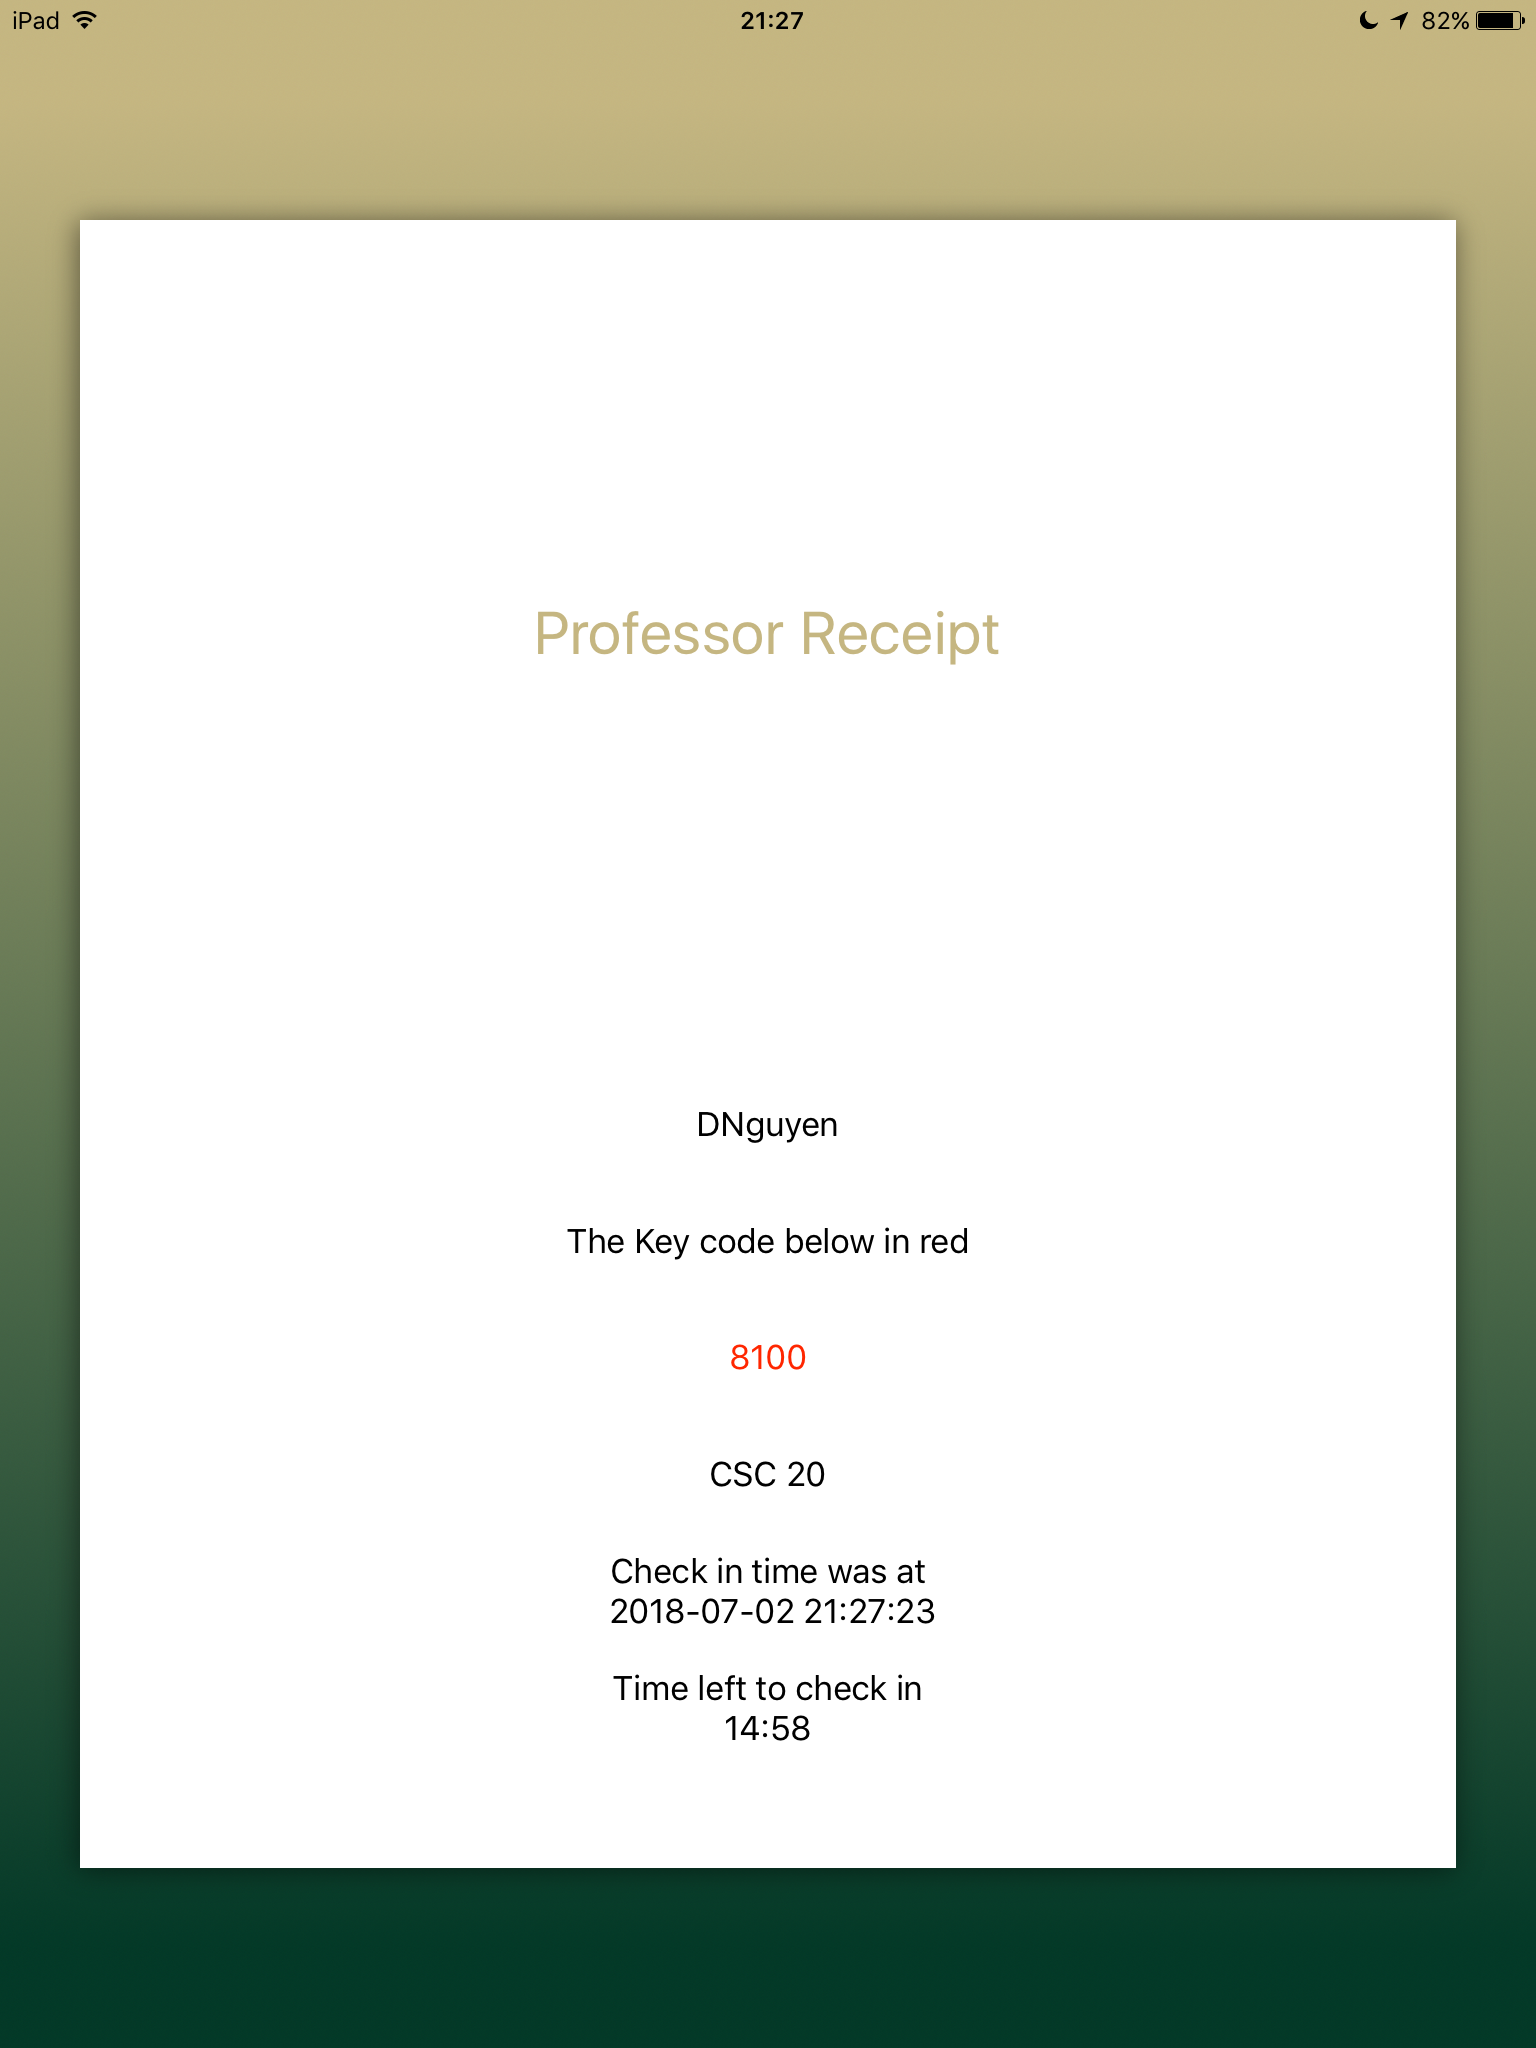 iPad 21:27 82%
Professor Receipt
DNguyen
The Key code below in red
8100
CSC 20
Check in time was at
2018-07-02 21:27:23
Time left to check in
14:58